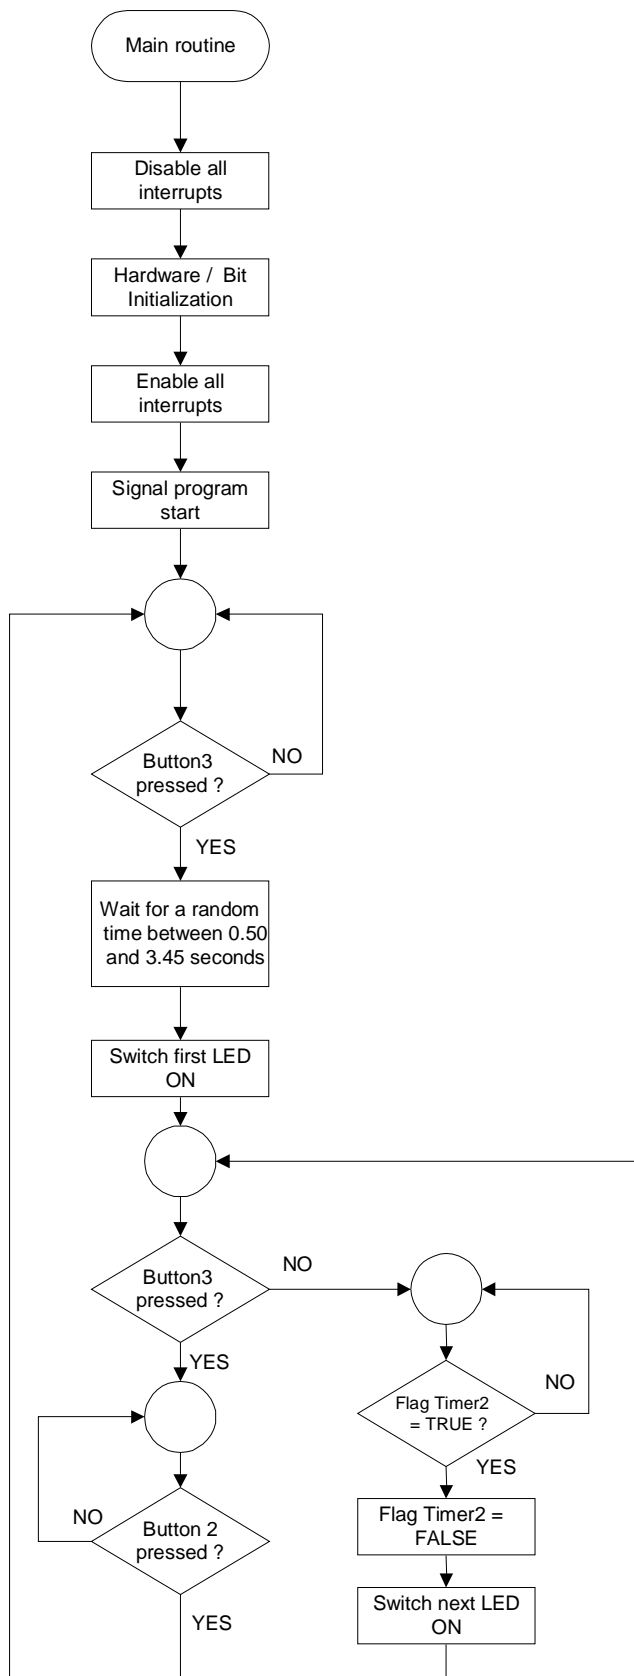 Main routine
Disable all
interrupts
Hardware / Bit
Initialization
Enable all
interrupts
Signal program
start
Button3
pressed ?
NO
YES
Wait for a random
time between 0.50
and 3.45 seconds
Switch first LED
ON
Button3
pressed ?
NO
YES
Flag Timer2
= TRUE ?
NO
YES
Flag Timer2 =
FALSE
Switch next LED
ON
Button 2
pressed ?
NO
YES